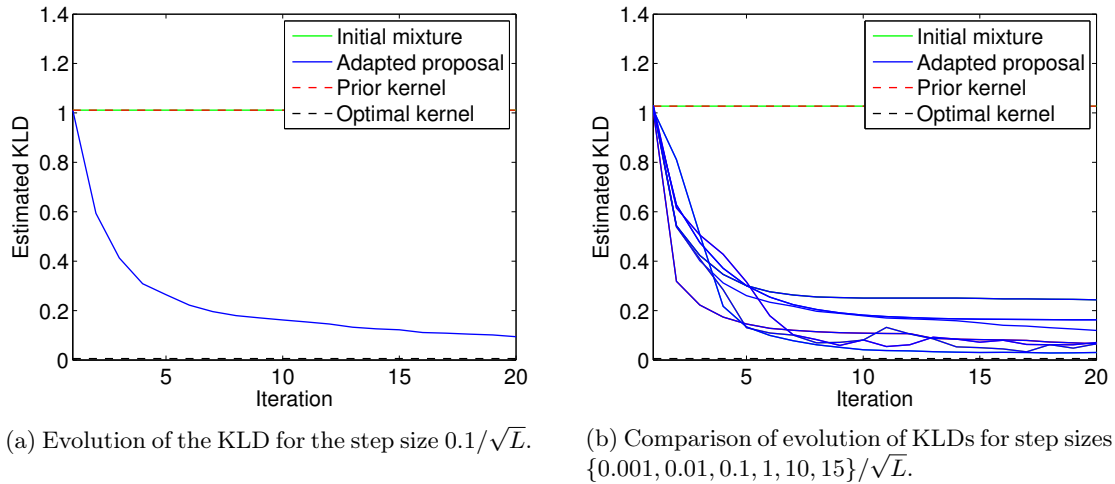 1.4
1.2
1
0.8
0.6
0.4
0.2
0
Estimated KLD
5
10
15
20
Iteration
Initial mixture
Adapted proposal
Prior kernel
Optimal kernel
(a) Evolution of the KLD for the step size 0.1/√L.
1.4
1.2
1
0.8
0.6
0.4
0.2
0
Estimated KLD
5
10
15
20
Iteration
Initial mixture
Adapted proposal
Prior kernel
Optimal kernel
(b) Comparison of evolution of KLDs for step sizes
{0.001, 0.01, 0.1, 1, 10, 15}/√L.